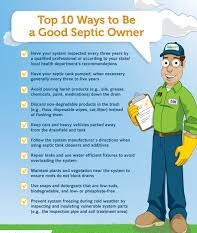 Top 10 Ways to Be
a Good Septic Owner
Have your system inspected every three years by
a qualified professional or according to your state/
local health department's recommendations
Have your septic tank pumped, when necessary,
generally every three to five years
Avoid pouring harsh products (e.g., oils, grease,
chemicals, paint, medications) down the drain
Discard non-degradable products in the trash
(e.g., floss, disposable wipes, cat litter) instead
of flushing them
Keep cars and heavy vehicles parked away
from the drainfield and tank
Follow the system manufacturer's directions when
using septic tank cleaners and additives
Repair leaks and use water efficient fixtures to avoid
overloading the system
Maintain plants and vegetation near the system to
ensure roots do not block drains
Use soaps and detergents that are low-suds,
biodegradable, and low- or phosphate-free
Prevent system freezing during cold weather by
inspecting and insulating vulnerable system parts
(e.g., the inspection pipe and soil treatment area)